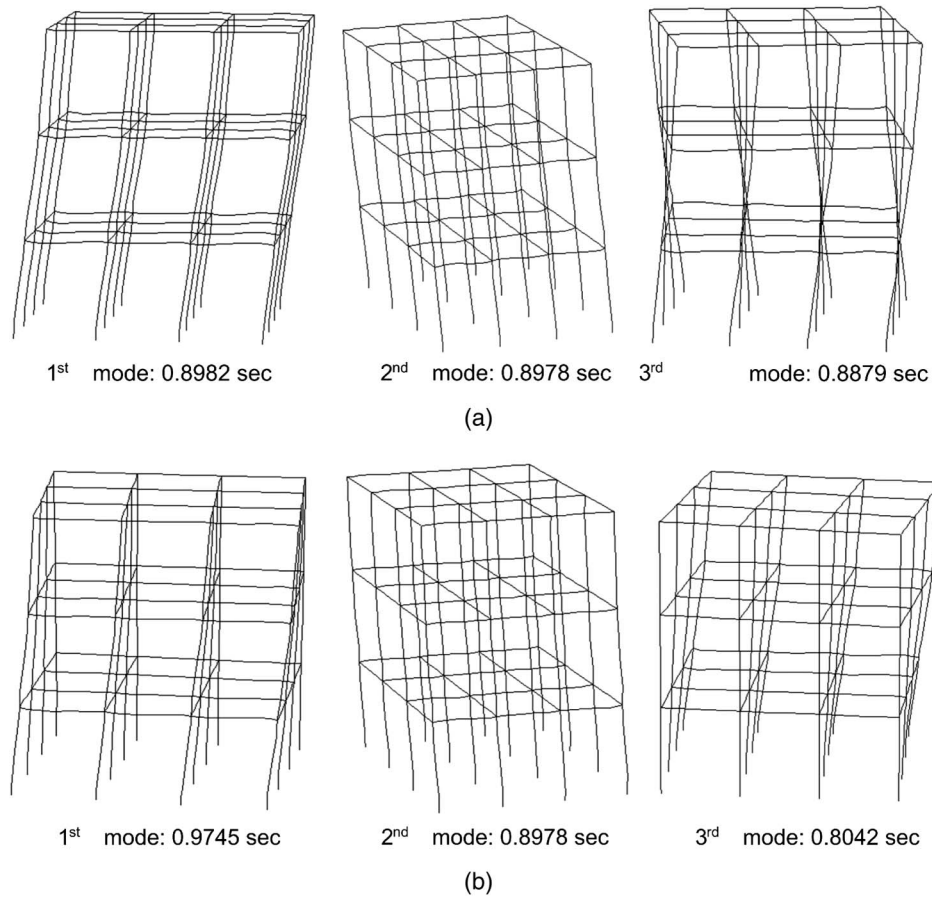 1st mode: 0.8982 sec 2nd mode: 0.8978 sec 3rd mode: 0.8879 sec
(a)
1st mode: 0.9745 sec 2nd mode: 0.8978 sec 3rd mode: 0.8042 sec
(b)